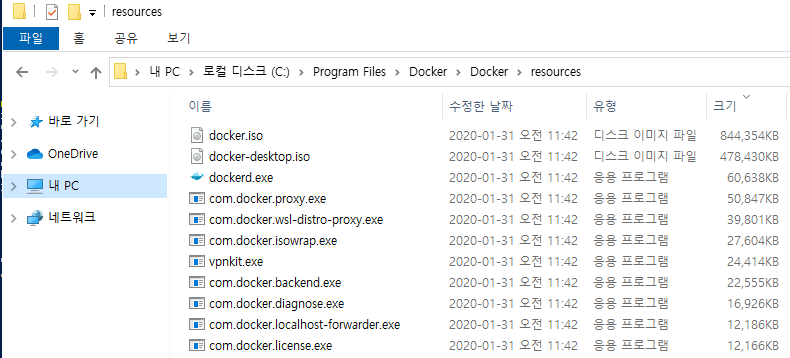 resources
파일 홈 공유 보기
내 PC > 로컬 디스크 (C:) > Program Files > Docker > Docker > resources
이름 수정한 날짜 유형 크기
바로 가기
OneDrive
내 PC
네트워크
docker.iso 2020-01-31 오전 11:42 디스크 이미지 파일 844,354KB
docker-desktop.iso 2020-01-31 오전 11:42 디스크 이미지 파일 478,430KB
dockerd.exe 2020-01-31 오전 11:42 응용 프로그램 60,638KB
com.docker.proxy.exe 2020-01-31 오전 11:42 응용 프로그램 50,847KB
com.docker.wsl-distro-proxy.exe 2020-01-31 오전 11:42 응용 프로그램 39,801KB
com.docker.isowrap.exe 2020-01-31 오전 11:42 응용 프로그램 27,604KB
vpnkit.exe 2020-01-31 오전 11:42 응용 프로그램 24,414KB
com.docker.backend.exe 2020-01-31 오전 11:42 응용 프로그램 22,555KB
com.docker.diagnose.exe 2020-01-31 오전 11:42 응용 프로그램 16,926KB
com.docker.localhost-forwarder.exe 2020-01-31 오전 11:42 응용 프로그램 12,186KB
com.docker.license.exe 2020-01-31 오전 11:42 응용 프로그램 12,166KB